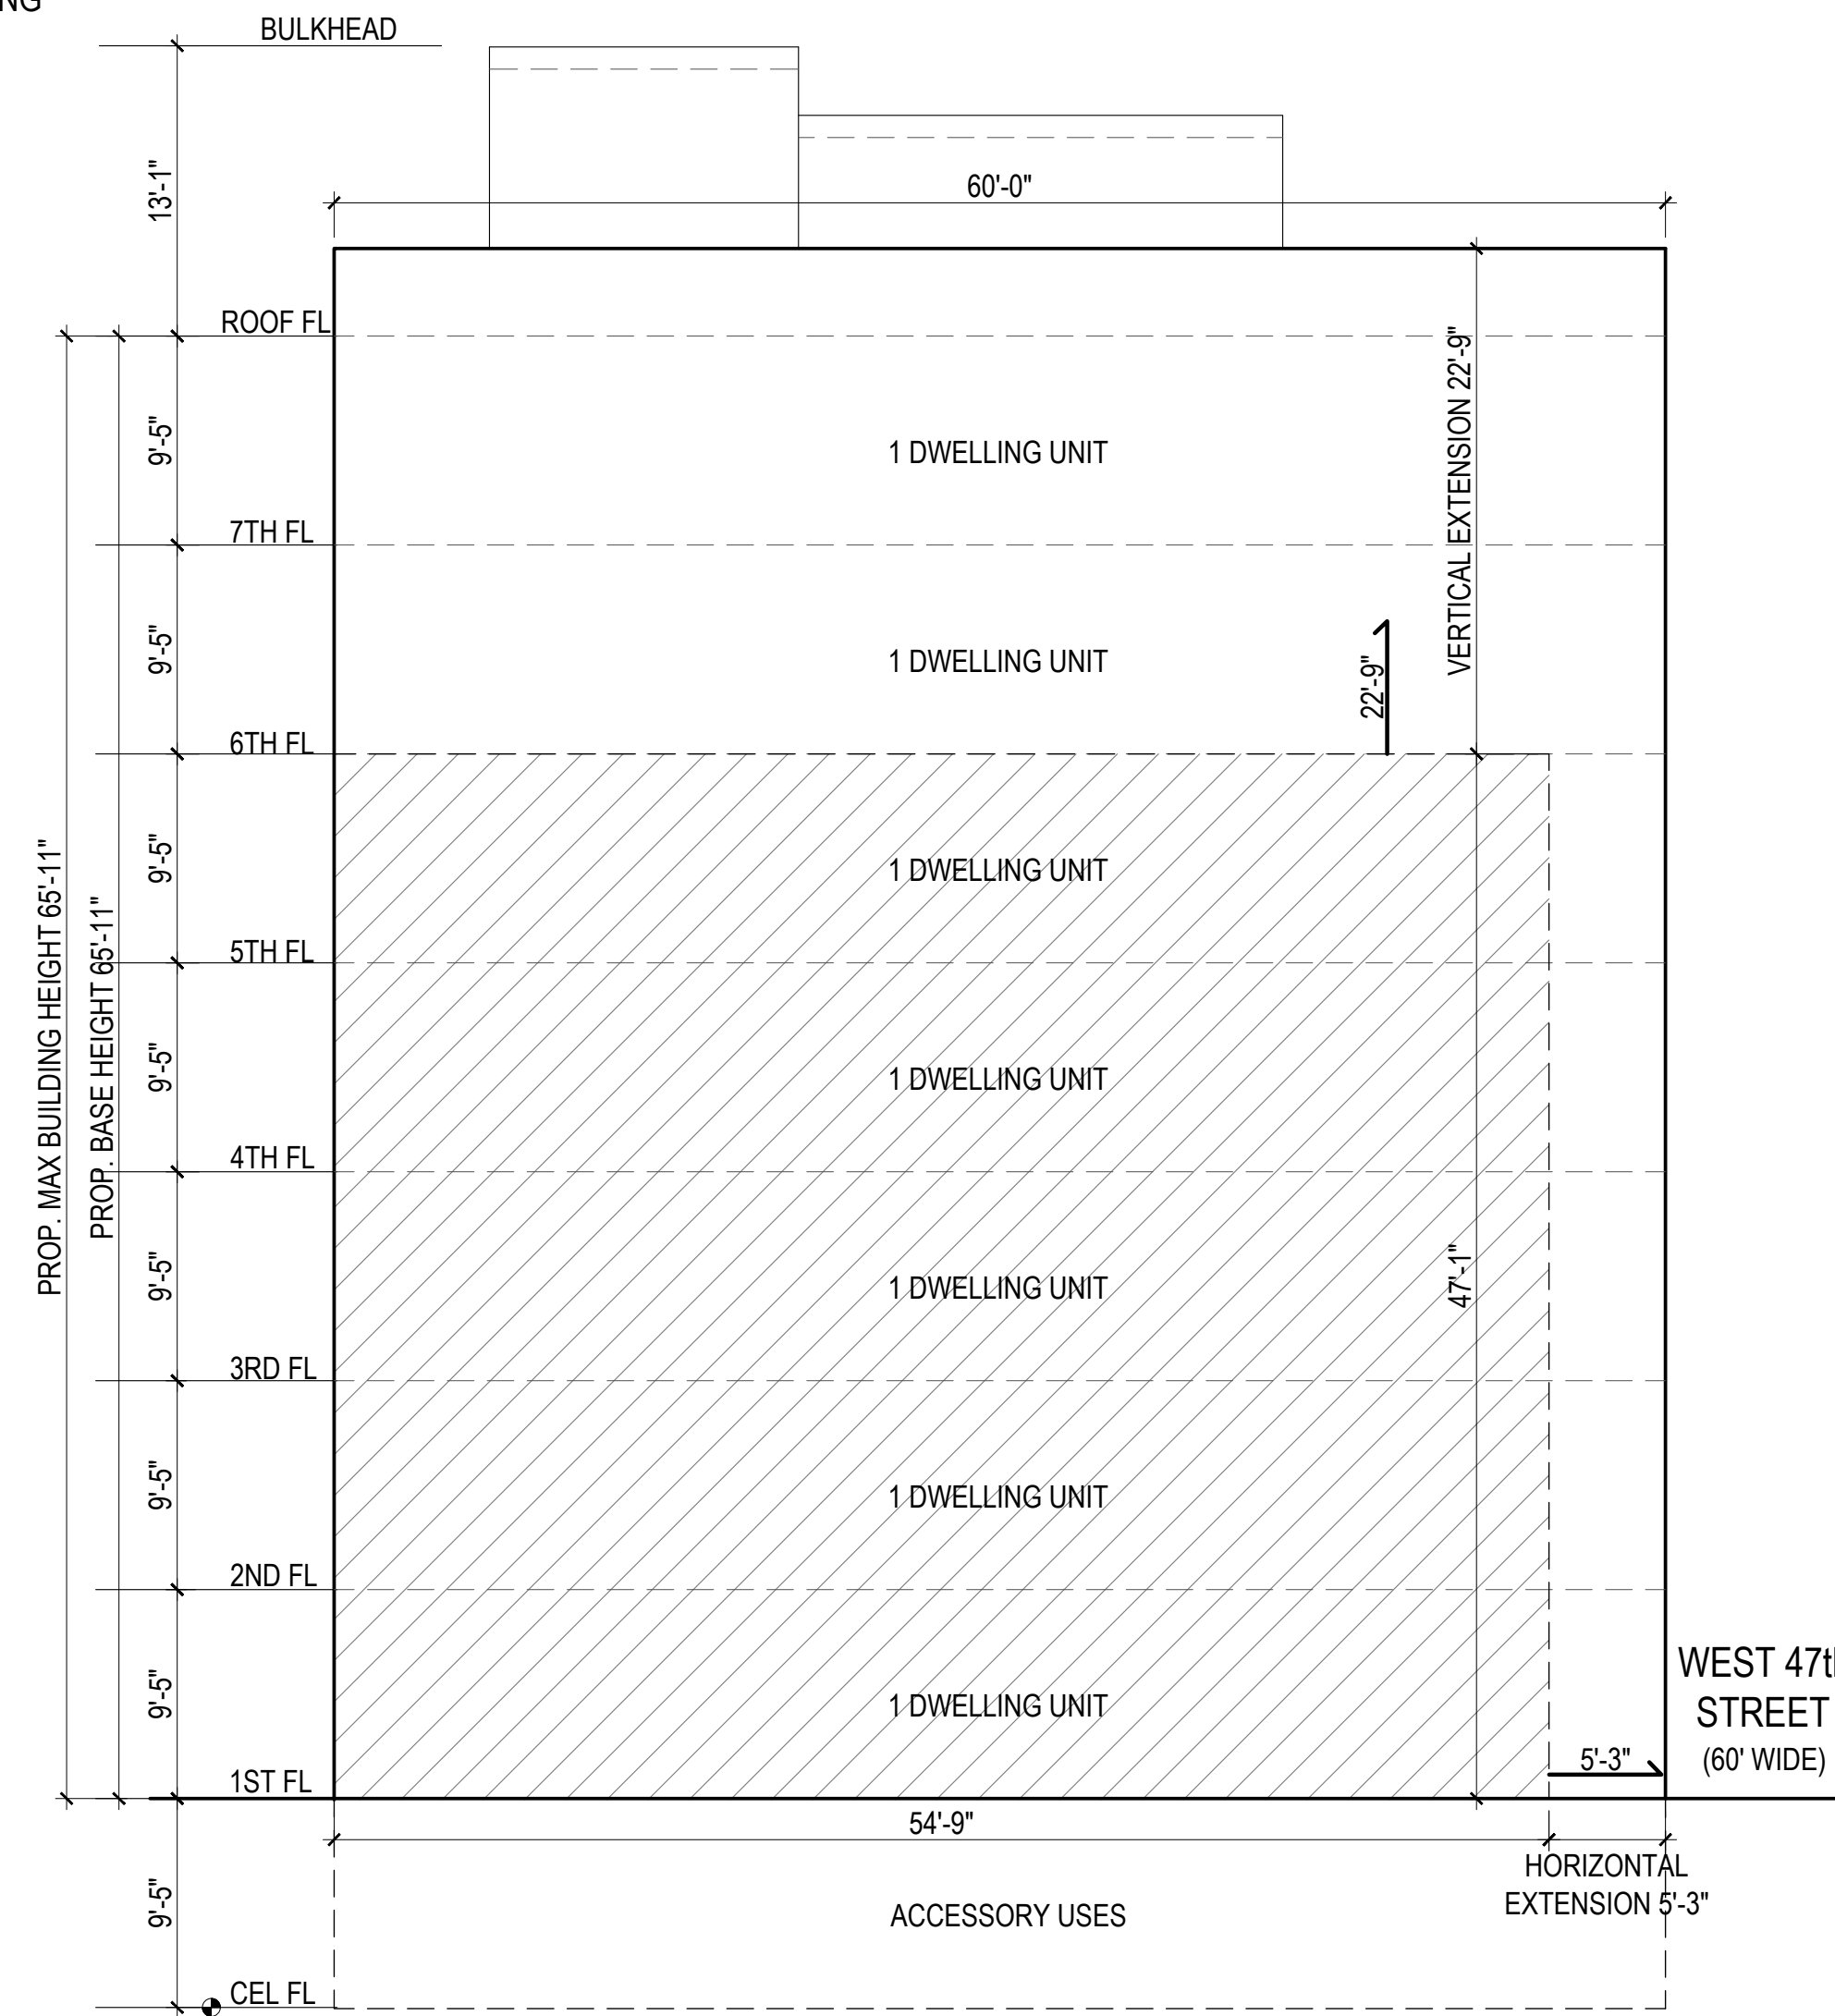 BULKHEAD
13'-1"
60'-0"
ROOF FL
VERTICAL EXTENSION 22'-9"
9'-5"
1 DWELLING UNIT
7TH FL
9'-5"
1 DWELLING UNIT
22'-9"
6TH FL
PROP. MAX BUILDING HEIGHT 65'-11"
PROP. BASE HEIGHT 65'-11"
9'-5"
1 DWELLING UNIT
5TH FL
9'-5"
1 DWELLING UNIT
4TH FL
9'-5"
1 DWELLING UNIT
47'-1"
3RD FL
9'-5"
1 DWELLING UNIT
2ND FL
9'-5"
1 DWELLING UNIT
WEST 47th
STREET
(60' WIDE)
5'-3"
1ST FL
54'-9"
HORIZONTAL
EXTENSION 5'-3"
9'-5"
ACCESSORY USES
CEL FL